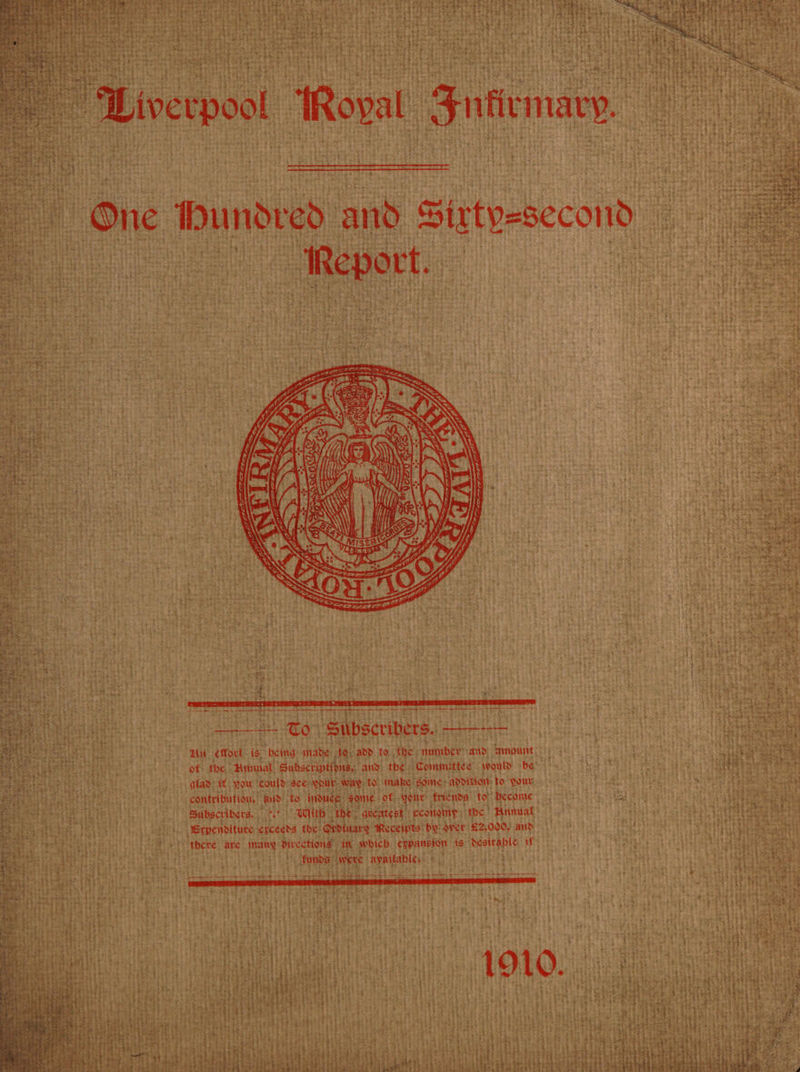 Liverpool Royal Infirmary.
One Hundred and Sixty=second
Report.
THE · LIVERPOOL · ROYAL · INFIRMARY ·
BEATI MISERICORDES
To Subscribers.
An effort is being made to add to the number and amount
of the Annual Subscriptions, and the Committee would be
glad if you could see your way to make some addition to your
contribution, and to induce some of your friends to become
Subscribers. ∵ With the greatest economy the Annual
Expenditure exceeds the Ordinary Receipts by over £2,000, and
there are many directions in which expansion is desirable if
funds were available.
1910.